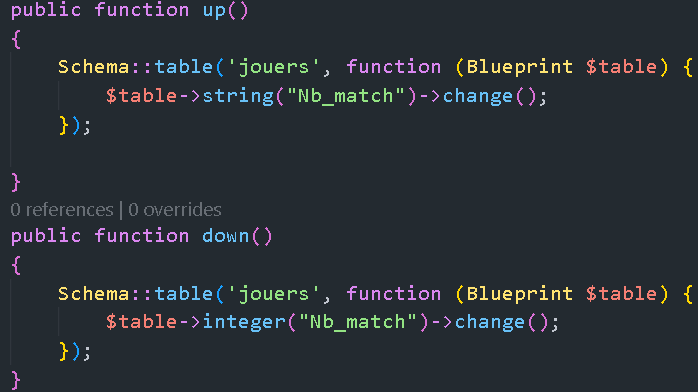 public function up()
{
    Schema::table('jouers', function (Blueprint $table) {
        $table->string("Nb_match")->change();
    });
}
0 references | 0 overrides
public function down()
{
    Schema::table('jouers', function (Blueprint $table) {
        $table->integer("Nb_match")->change();
    });
}